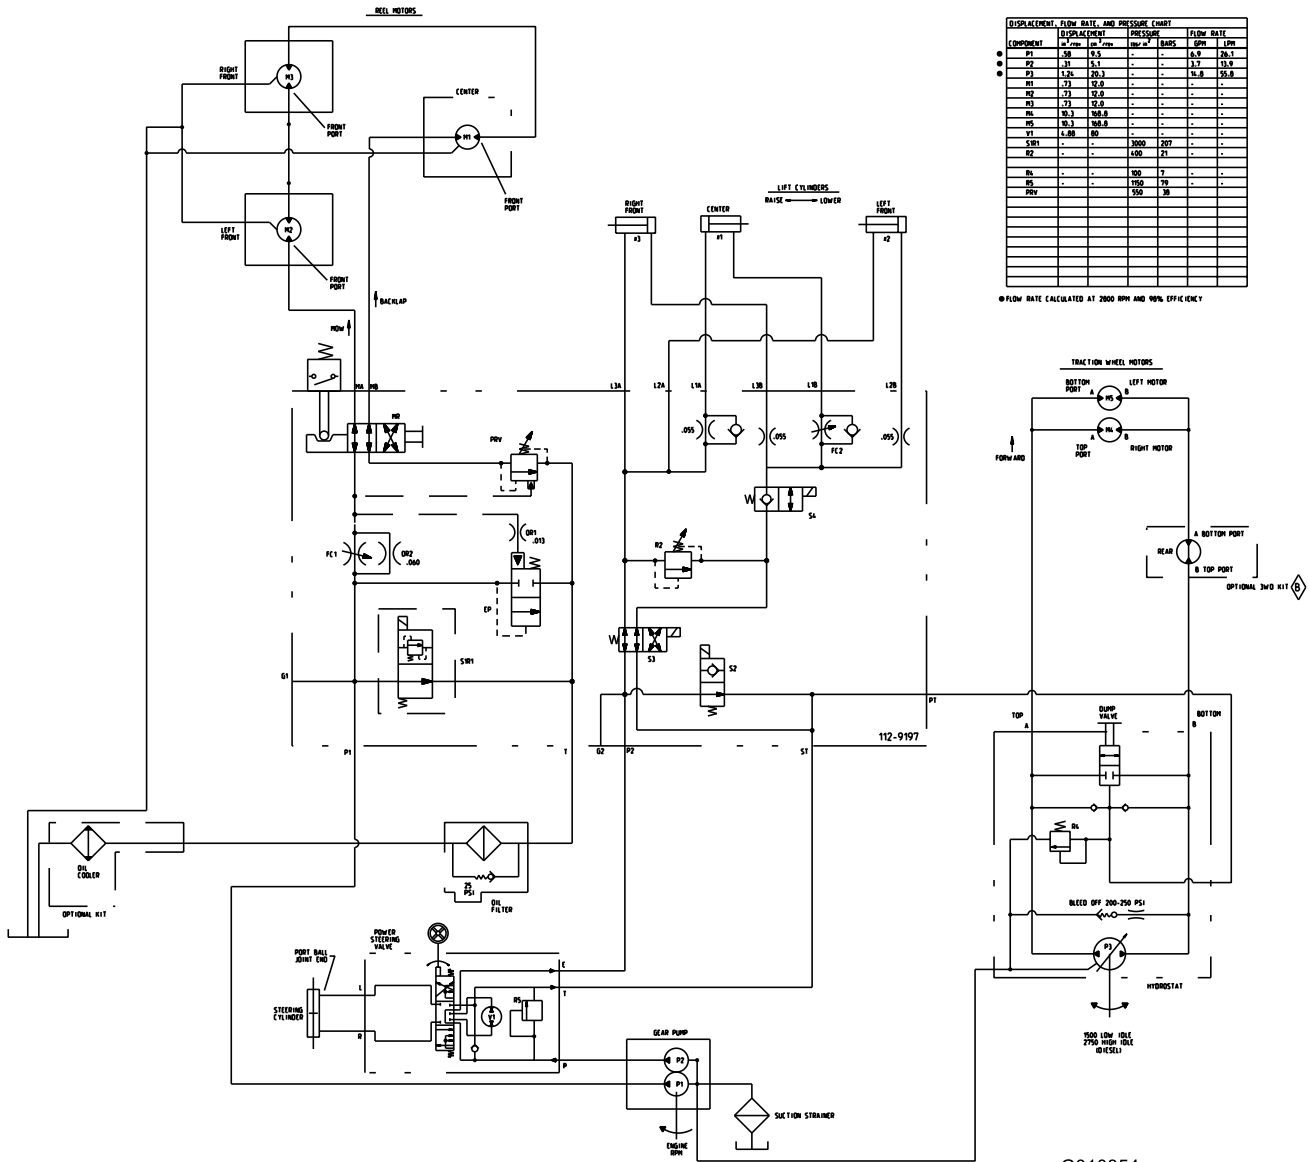 REEL MOTORS
RIGHT
FRONT
M3
FRONT
PORT
CENTER
M1
FRONT
PORT
LEFT
FRONT
M2
FRONT
PORT
BACKLAP
MOW
DISPLACEMENT, FLOW RATE, AND PRESSURE CHART
DISPLACEMENT PRESSURE FLOW RATE
COMPONENT in³/rev cm³/rev lbs/in² BARS GPM LPM
P1 .58 9.5 - - 6.9 26.1
P2 .31 5.1 - - 3.7 13.9
P3 1.24 20.3 - - 14.8 55.8
M1 .73 12.0 - - - -
M2 .73 12.0 - - - -
M3 .73 12.0 - - - -
M4 10.3 168.8 - - - -
M5 10.3 168.8 - - - -
V1 4.88 80 - - - -
S1R1 - - 3000 207 - -
R2 - - 400 21 - -
R4 - - 100 7 - -
R5 - - 1150 79 - -
PRV 550 38
FLOW RATE CALCULATED AT 2800 RPM AND 98% EFFICIENCY
LIFT CYLINDERS
RAISE LOWER
RIGHT
FRONT
#3
CENTER
#1
LEFT
FRONT
#2
TRACTION WHEEL MOTORS
BOTTOM
PORT
A B
LEFT MOTOR
M5
M4
A B
TOP
PORT
RIGHT MOTOR
FORWARD
MA MB
L3A L2A L1A L3B L1B L2B
MR
PRV
.055
.055
FC2
.055
S4
FC1
OR2
.060
OR1
.013
EP
R2
REAR
A BOTTOM PORT
B TOP PORT
OPTIONAL 3WD KIT B
S1R1
G1
S3
S2
PT
112-9197
P1 T G2 P2 ST
TOP
A
DUMP
VALVE
BOTTOM
B
R4
BLEED OFF 200-250 PSI
P3
HYDROSTAT
1500 LOW IDLE
2750 HIGH IDLE
(DIESEL)
OIL
COOLER
OPTIONAL KIT
25
PSI
OIL
FILTER
POWER
STEERING
VALVE
PORT BALL
JOINT END
STEERING
CYLINDER
L
R
V1
R5
E
T
P
GEAR PUMP
P2
P1
ENGINE
RPM
SUCTION STRAINER